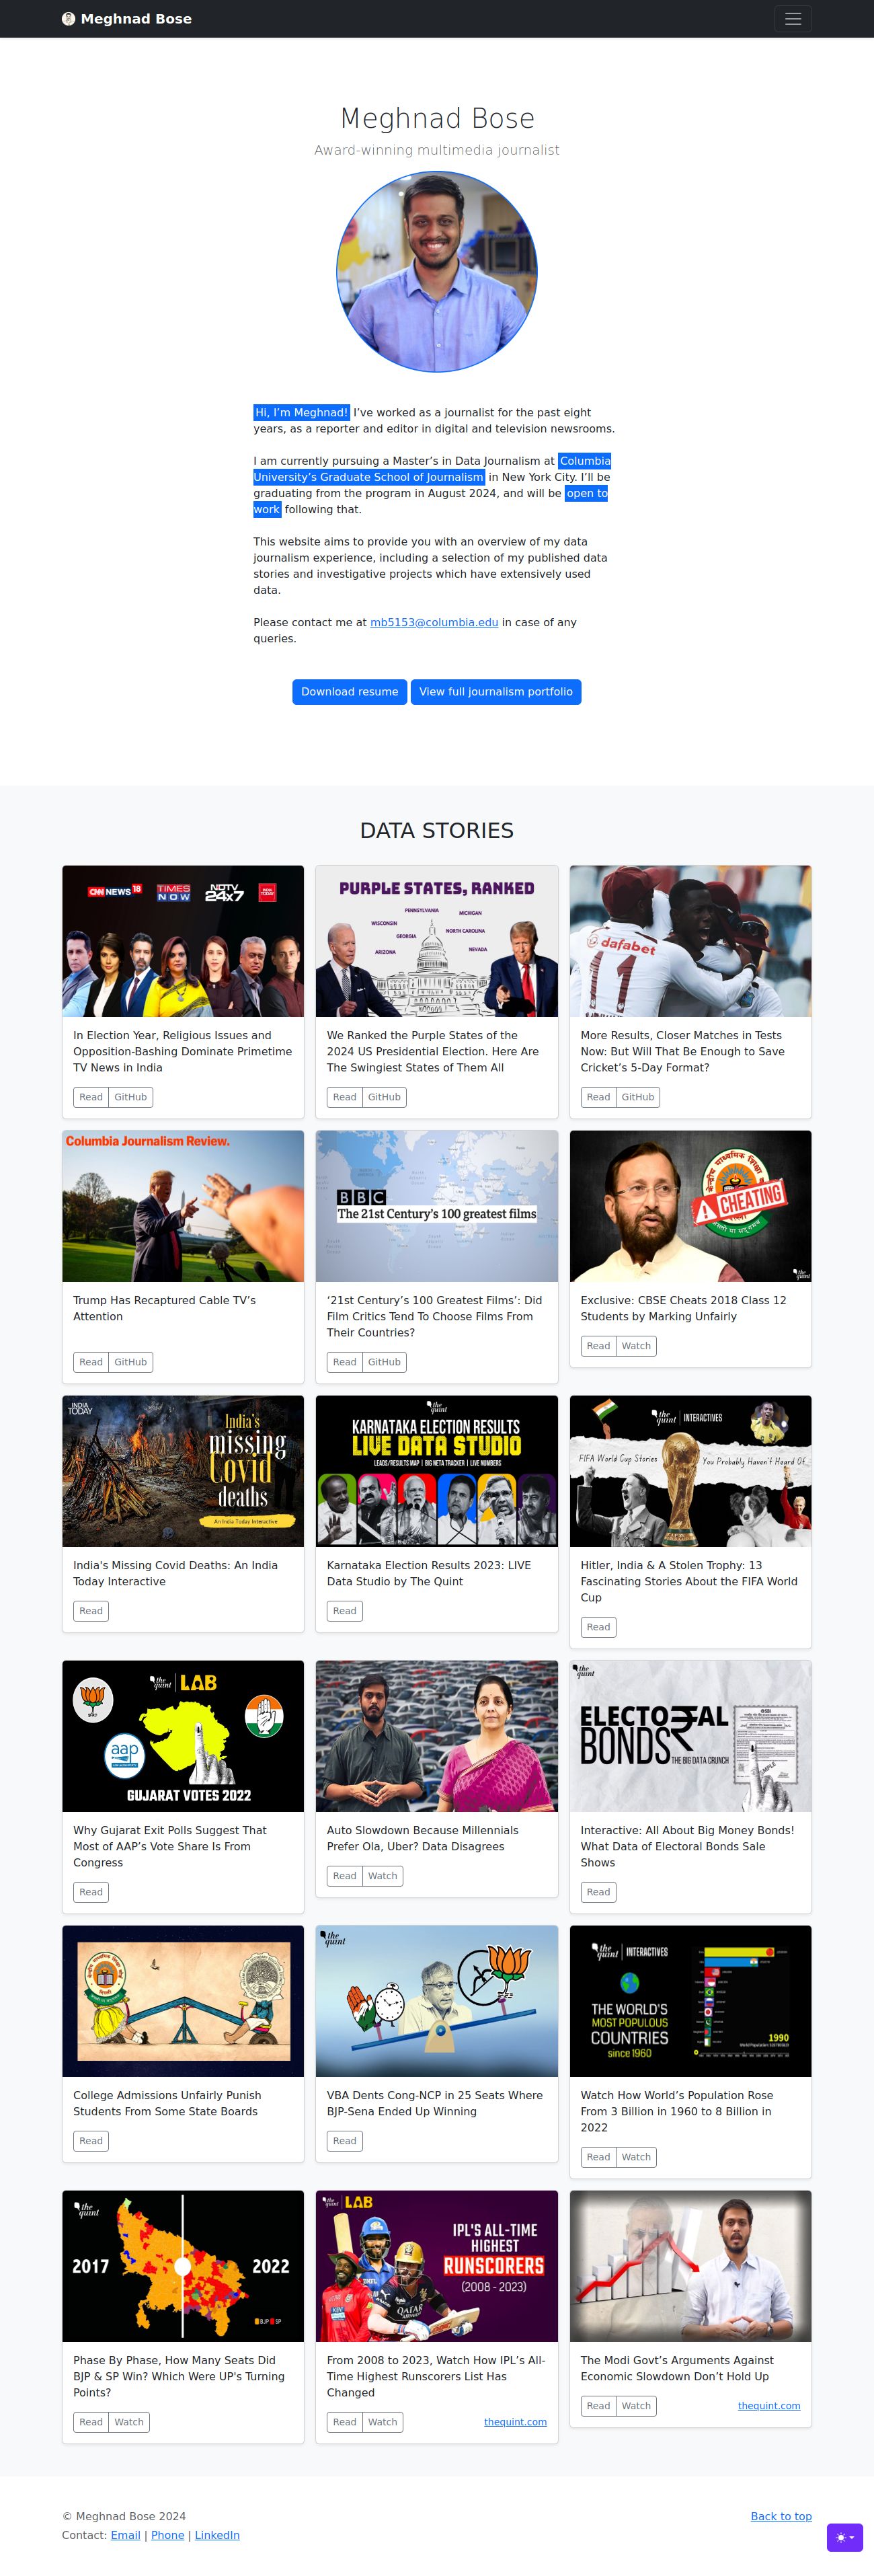 Meghnad Bose
Meghnad Bose
Award-winning multimedia journalist
Hi, I’m Meghnad! I’ve worked as a journalist for the past eight
years, as a reporter and editor in digital and television newsrooms.
I am currently pursuing a Master’s in Data Journalism at Columbia
University’s Graduate School of Journalism in New York City. I’ll be
graduating from the program in August 2024, and will be open to
work following that.
This website aims to provide you with an overview of my data
journalism experience, including a selection of my published data
stories and investigative projects which have extensively used
data.
Please contact me at mb5153@columbia.edu in case of any
queries.
Download resume View full journalism portfolio
DATA STORIES
CNN NEWS 18 TIMES NOW NDTV 24x7 INDIA TODAY
In Election Year, Religious Issues and
Opposition-Bashing Dominate Primetime
TV News in India
Read GitHub
PURPLE STATES, RANKED
PENNSYLVANIA
MICHIGAN
WISCONSIN
NORTH CAROLINA
GEORGIA
NEVADA
ARIZONA
We Ranked the Purple States of the
2024 US Presidential Election. Here Are
The Swingiest States of Them All
Read GitHub
dafabet
11
More Results, Closer Matches in Tests
Now: But Will That Be Enough to Save
Cricket’s 5-Day Format?
Read GitHub
Columbia Journalism Review.
Trump Has Recaptured Cable TV’s
Attention
Read GitHub
BBC
The 21st Century’s 100 greatest films
‘21st Century’s 100 Greatest Films’: Did
Film Critics Tend To Choose Films From
Their Countries?
Read GitHub
CHEATING
the quint
Exclusive: CBSE Cheats 2018 Class 12
Students by Marking Unfairly
Read Watch
INDIA TODAY
India’s
missing
Covid
deaths
An India Today Interactive
India's Missing Covid Deaths: An India
Today Interactive
Read
the quint
KARNATAKA ELECTION RESULTS
LIVE DATA STUDIO
LEADS/RESULTS MAP | BIG NETA TRACKER | LIVE NUMBERS
Karnataka Election Results 2023: LIVE
Data Studio by The Quint
Read
the quint INTERACTIVES
FIFA World Cup Stories You Probably Haven't Heard Of
Hitler, India & A Stolen Trophy: 13
Fascinating Stories About the FIFA World
Cup
Read
the quint LAB
aap
GUJARAT VOTES 2022
Why Gujarat Exit Polls Suggest That
Most of AAP’s Vote Share Is From
Congress
Read
Auto Slowdown Because Millennials
Prefer Ola, Uber? Data Disagrees
Read Watch
the quint
ELECTO₹AL
BONDS THE BIG DATA CRUNCH
Interactive: All About Big Money Bonds!
What Data of Electoral Bonds Sale
Shows
Read
College Admissions Unfairly Punish
Students From Some State Boards
Read
the quint
VBA Dents Cong-NCP in 25 Seats Where
BJP-Sena Ended Up Winning
Read
the quint INTERACTIVES
THE WORLD'S
MOST POPULOUS
COUNTRIES
since 1960
1990
Watch How World’s Population Rose
From 3 Billion in 1960 to 8 Billion in
2022
Read Watch
the quint
2017 2022
BJP SP
Phase By Phase, How Many Seats Did
BJP & SP Win? Which Were UP's Turning
Points?
Read Watch
the quint LAB
IPL'S ALL-TIME
HIGHEST
RUNSCORERS
(2008 - 2023)
From 2008 to 2023, Watch How IPL’s All-
Time Highest Runscorers List Has
Changed
Read Watch thequint.com
The Modi Govt’s Arguments Against
Economic Slowdown Don’t Hold Up
Read Watch thequint.com
© Meghnad Bose 2024
Back to top
Contact: Email | Phone | LinkedIn